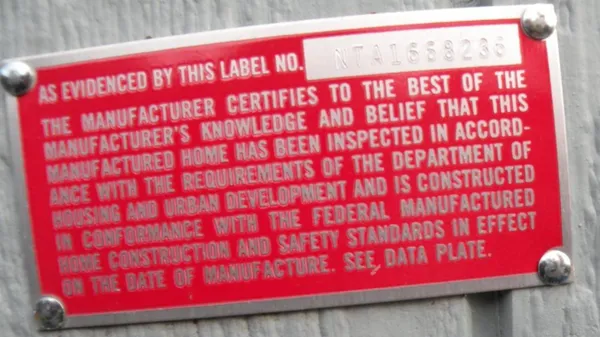 AS EVIDENCED BY THIS LABEL NO. NTA1668236
THE MANUFACTURER CERTIFIES TO THE BEST OF THE
MANUFACTURER'S KNOWLEDGE AND BELIEF THAT THIS
MANUFACTURED HOME HAS BEEN INSPECTED IN ACCORD-
ANCE WITH THE REQUIREMENTS OF THE DEPARTMENT OF
HOUSING AND URBAN DEVELOPMENT AND IS CONSTRUCTED
IN CONFORMANCE WITH THE FEDERAL MANUFACTURED
HOME CONSTRUCTION AND SAFETY STANDARDS IN EFFECT
ON THE DATE OF MANUFACTURE. SEE DATA PLATE.